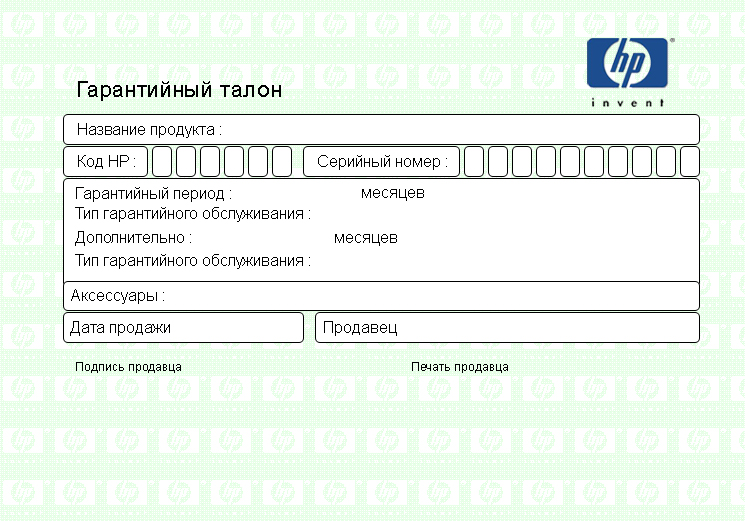 hp
invent
Гарантийный талон
Название продукта :
Код HP : Серийный номер :
Гарантийный период : месяцев
Тип гарантийного обслуживания :
Дополнительно : месяцев
Тип гарантийного обслуживания :
Аксессуары :
Дата продажи Продавец
Подпись продавца Печать продавца